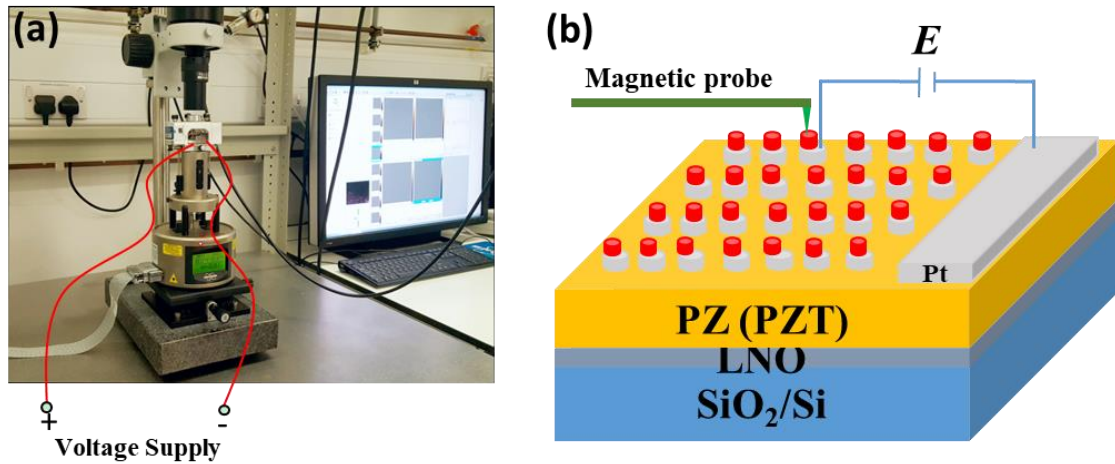 (a)
+
-
Voltage Supply
(b)
E
Magnetic probe
Pt
PZ (PZT)
LNO
SiO₂/Si